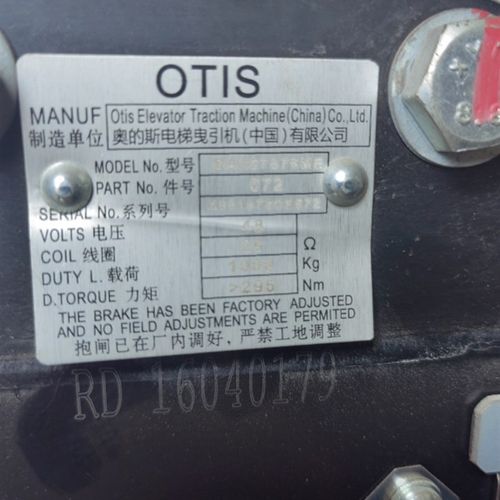 OTIS
MANUF Otis Elevator Traction Machine(China)Co.,Ltd.
制造单位 奥的斯电梯曳引机(中国)有限公司
MODEL No.型号
PART No.件号 672
SERIAL No.系列号
VOLTS 电压 48
COIL 线圈 Ω
DUTY L.载荷 Kg
D.TORQUE 力矩 >295 Nm
THE BRAKE HAS BEEN FACTORY ADJUSTED
AND NO FIELD ADJUSTMENTS ARE PERMITED
抱闸已在厂内调好，严禁工地调整
RD 16040179